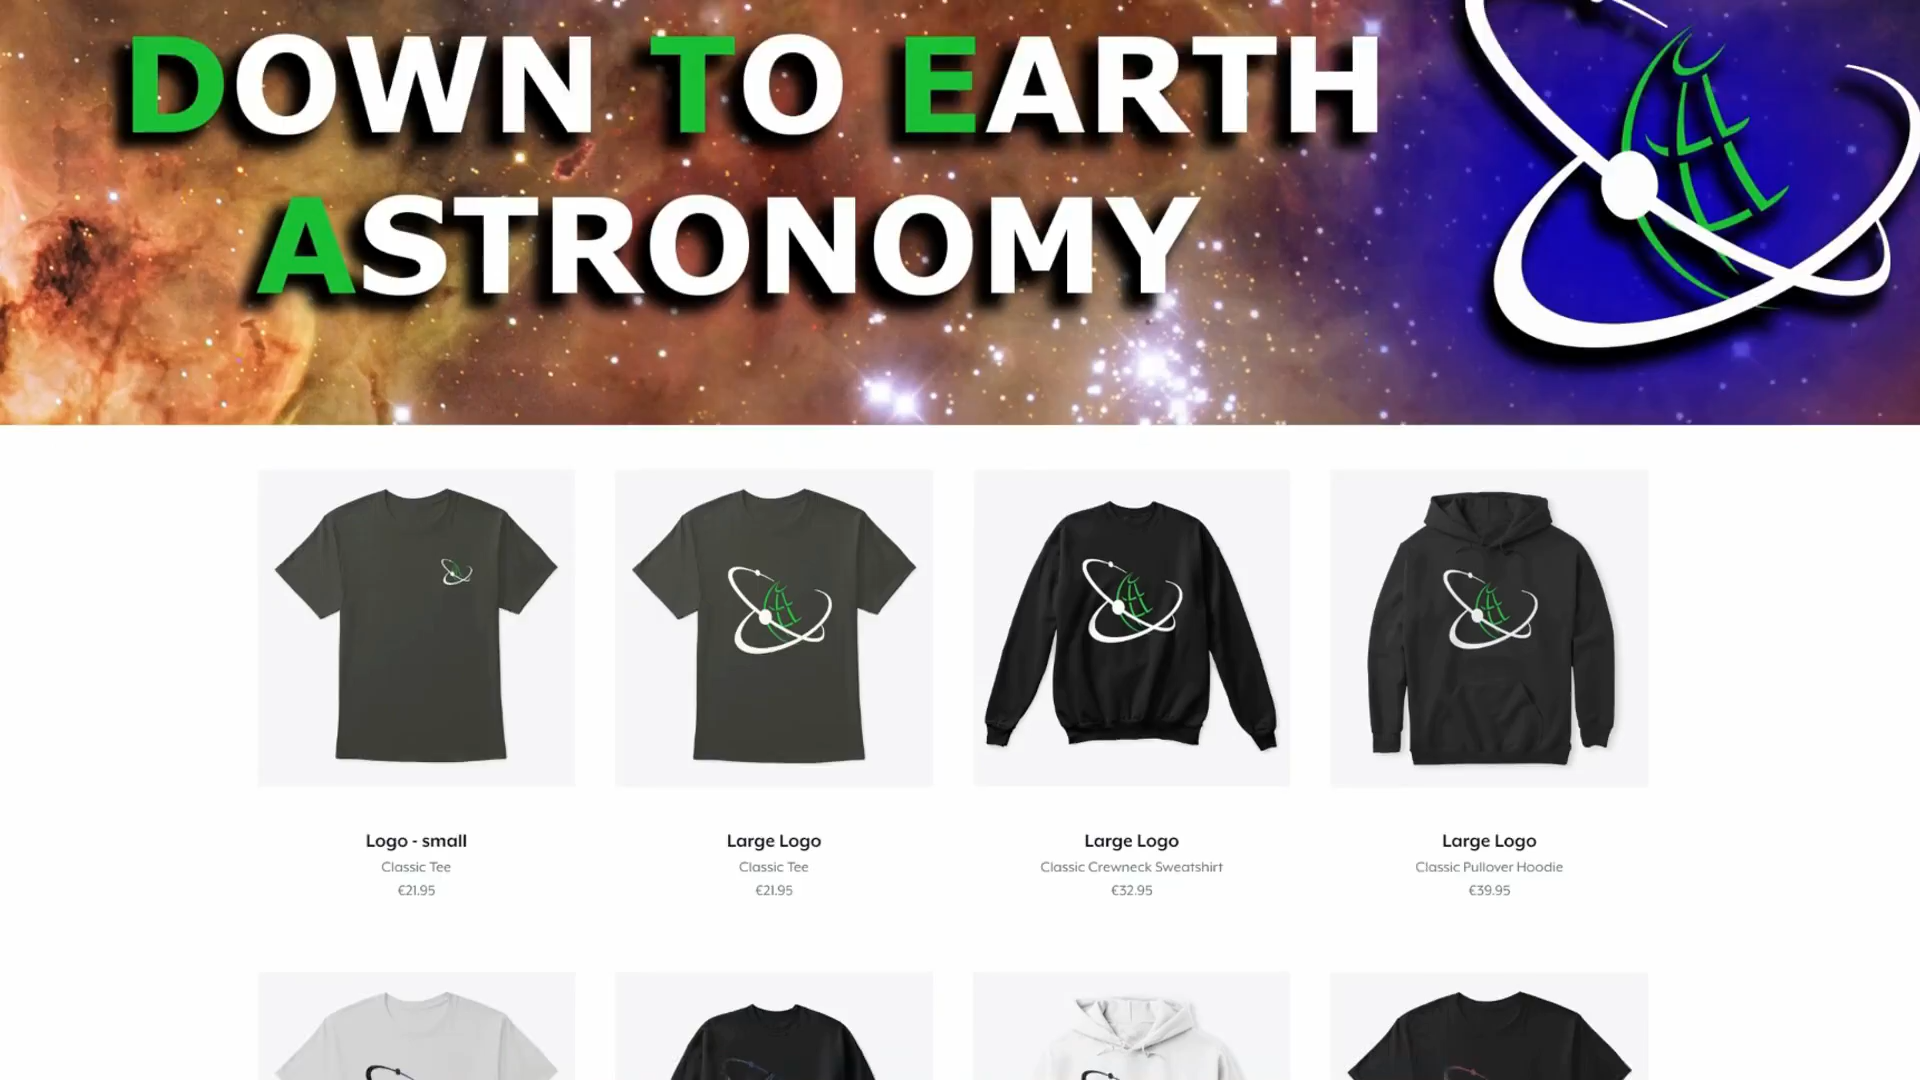 DOWN TO EARTH
ASTRONOMY
Logo - small
Classic Tee
€21.95
Large Logo
Classic Tee
€21.95
Large Logo
Classic Crewneck Sweatshirt
€32.95
Large Logo
Classic Pullover Hoodie
€39.95